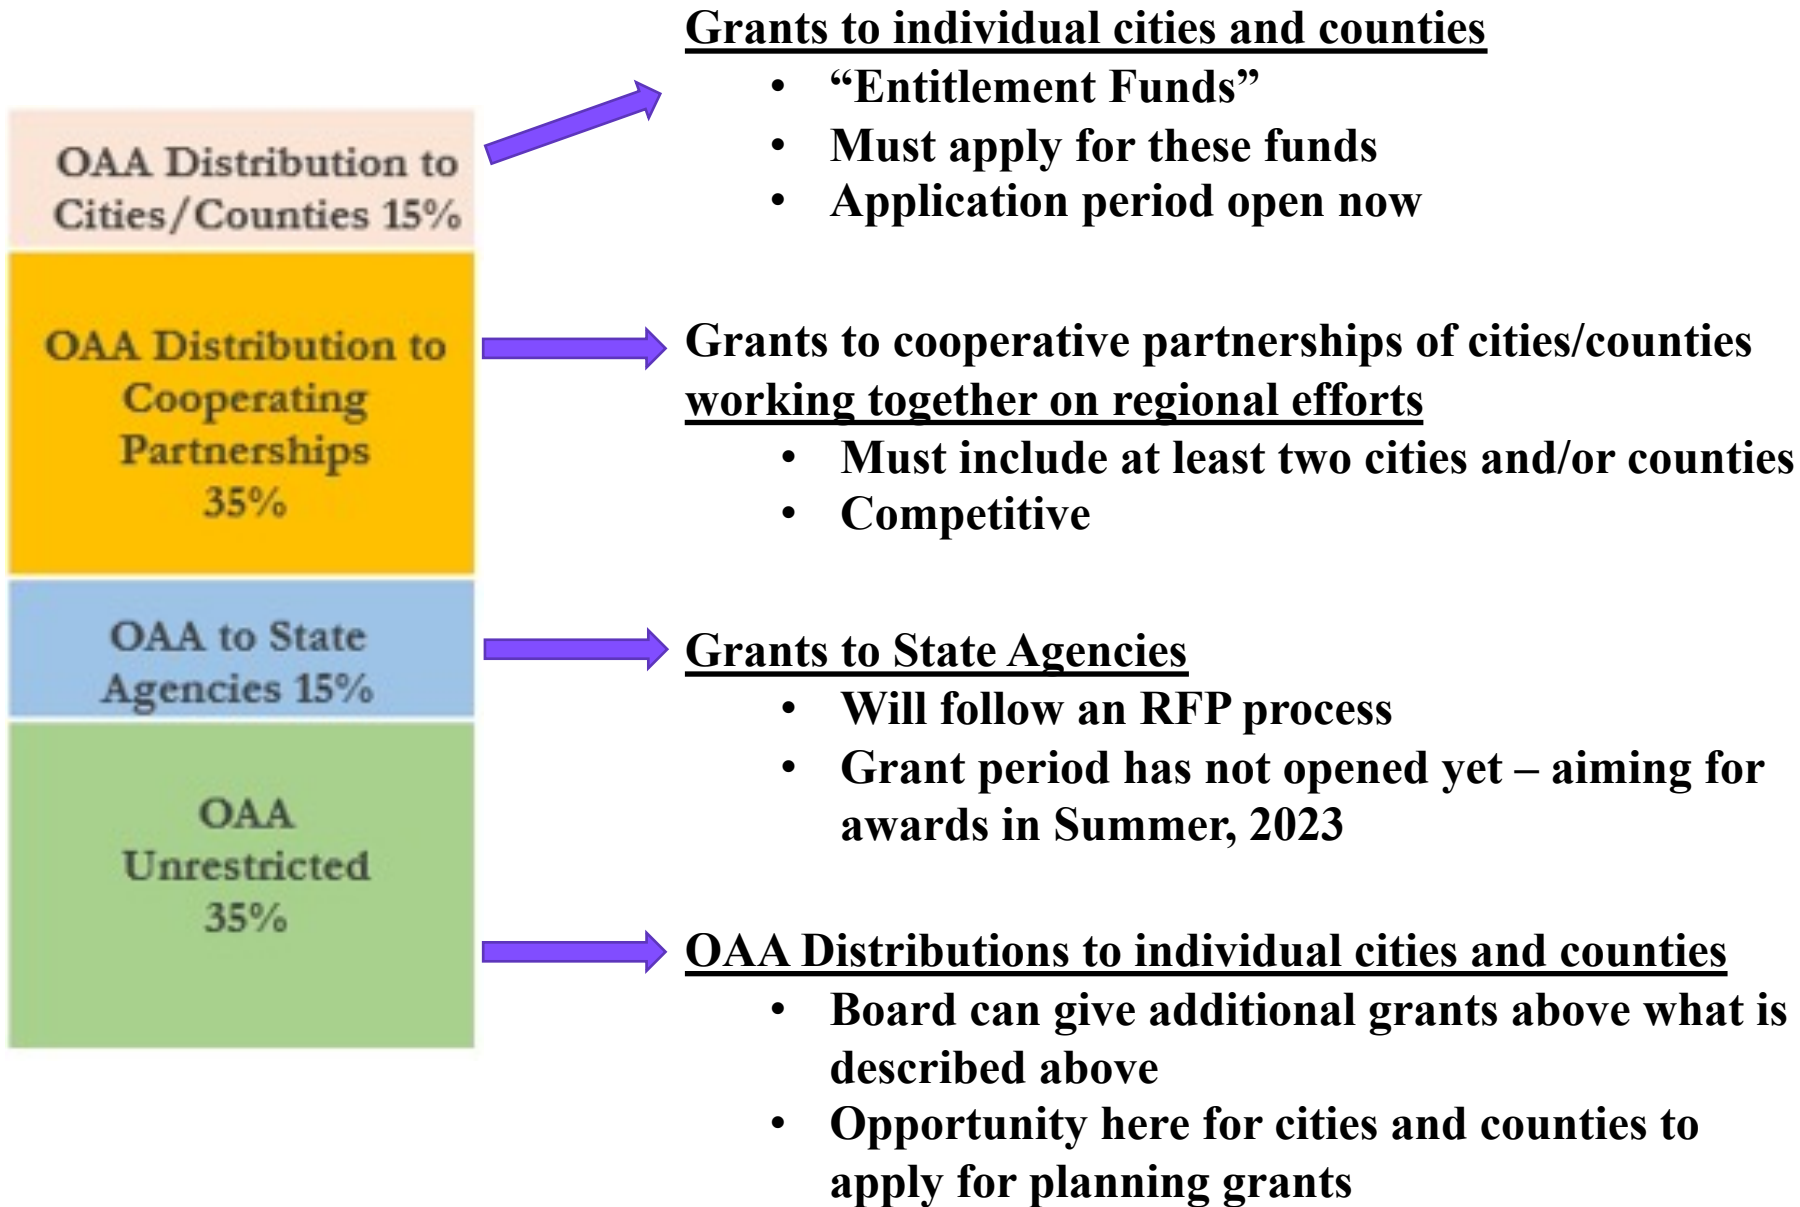 Grants to individual cities and counties
• “Entitlement Funds”
• Must apply for these funds
• Application period open now
OAA Distribution to
Cities/Counties 15%
OAA Distribution to
Cooperating
Partnerships
35%
Grants to cooperative partnerships of cities/counties
working together on regional efforts
• Must include at least two cities and/or counties
• Competitive
OAA to State
Agencies 15%
Grants to State Agencies
• Will follow an RFP process
• Grant period has not opened yet – aiming for
awards in Summer, 2023
OAA
Unrestricted
35%
OAA Distributions to individual cities and counties
• Board can give additional grants above what is
described above
• Opportunity here for cities and counties to
apply for planning grants